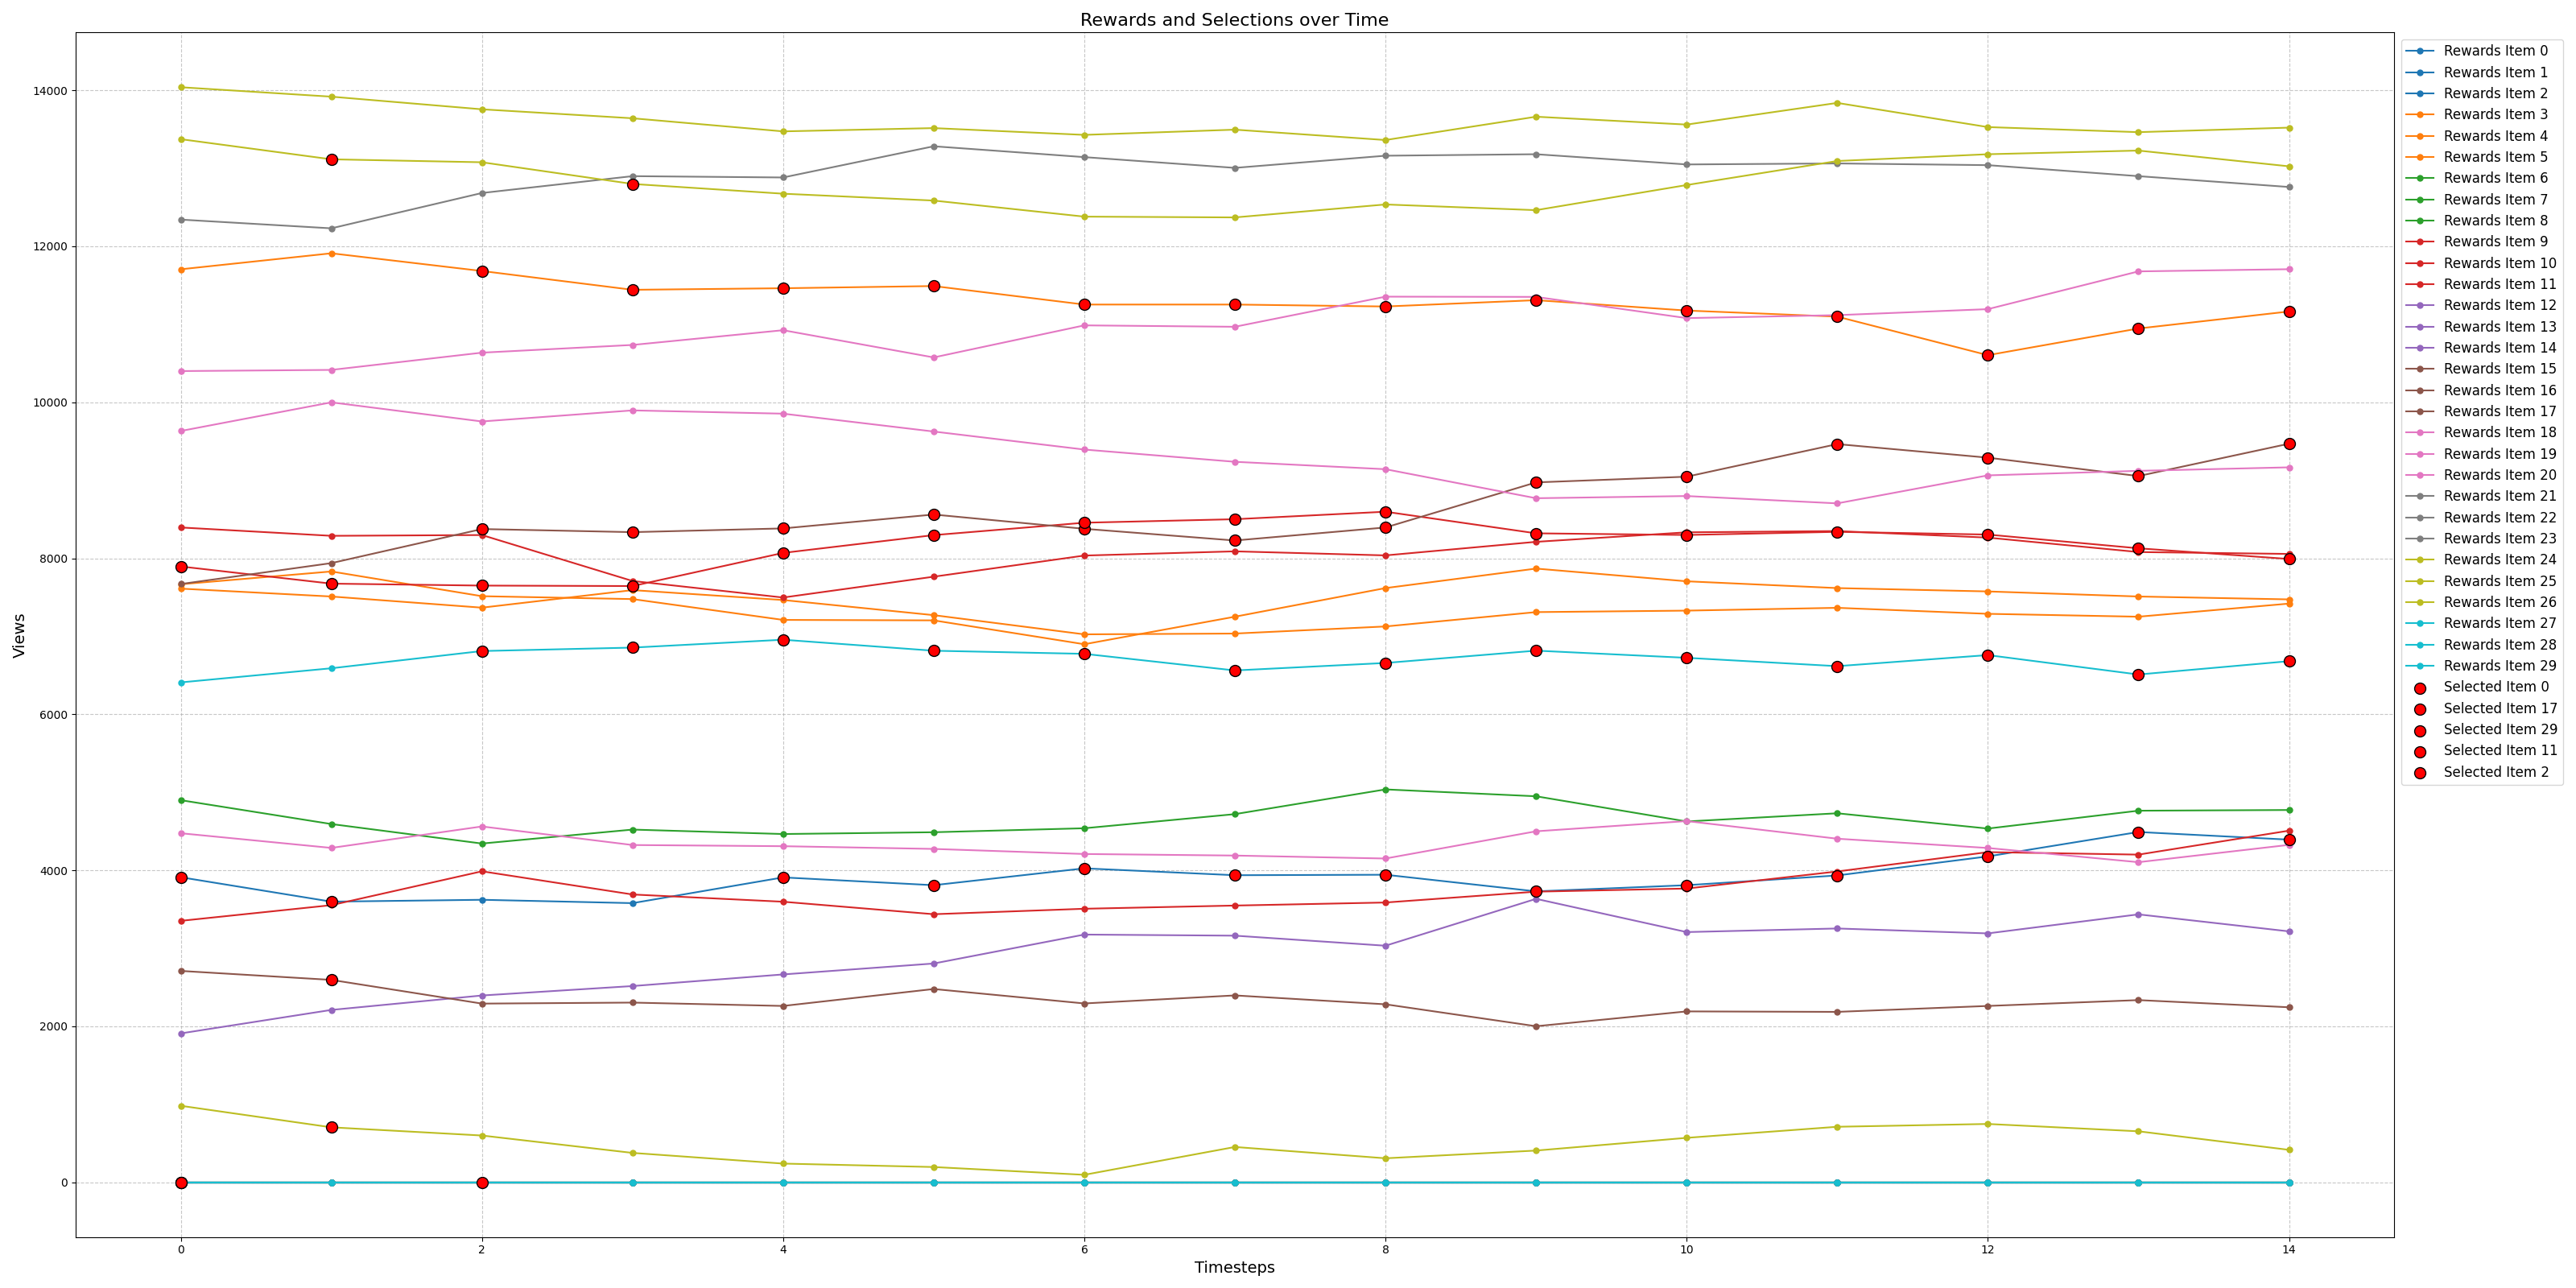 Rewards and Selections over Time
Views
14000
12000
10000
8000
6000
4000
2000
0
0
2
4
6
8
10
12
14
Timesteps
Rewards Item 0
Rewards Item 1
Rewards Item 2
Rewards Item 3
Rewards Item 4
Rewards Item 5
Rewards Item 6
Rewards Item 7
Rewards Item 8
Rewards Item 9
Rewards Item 10
Rewards Item 11
Rewards Item 12
Rewards Item 13
Rewards Item 14
Rewards Item 15
Rewards Item 16
Rewards Item 17
Rewards Item 18
Rewards Item 19
Rewards Item 20
Rewards Item 21
Rewards Item 22
Rewards Item 23
Rewards Item 24
Rewards Item 25
Rewards Item 26
Rewards Item 27
Rewards Item 28
Rewards Item 29
Selected Item 0
Selected Item 17
Selected Item 29
Selected Item 11
Selected Item 2